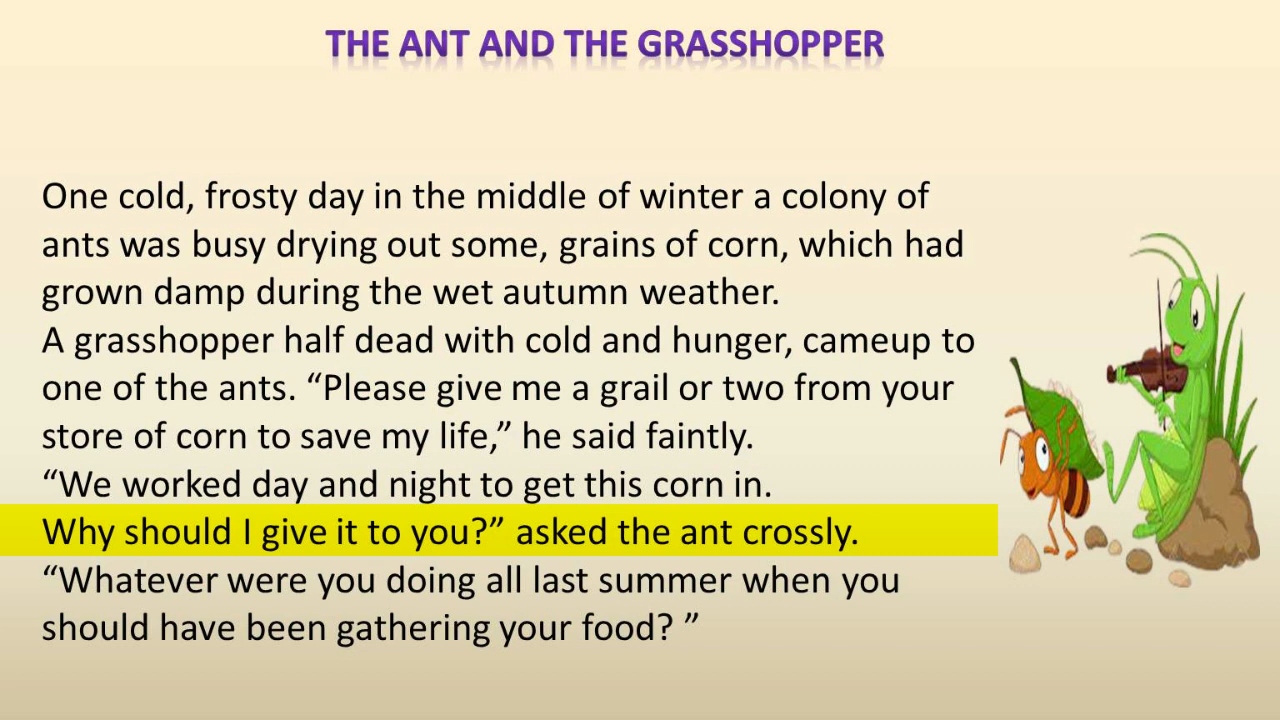 THE ANT AND THE GRASSHOPPER
One cold, frosty day in the middle of winter a colony of
ants was busy drying out some, grains of corn, which had
grown damp during the wet autumn weather.
A grasshopper half dead with cold and hunger, cameup to
one of the ants. “Please give me a grail or two from your
store of corn to save my life,” he said faintly.
“We worked day and night to get this corn in.
Why should I give it to you?” asked the ant crossly.
“Whatever were you doing all last summer when you
should have been gathering your food? ”